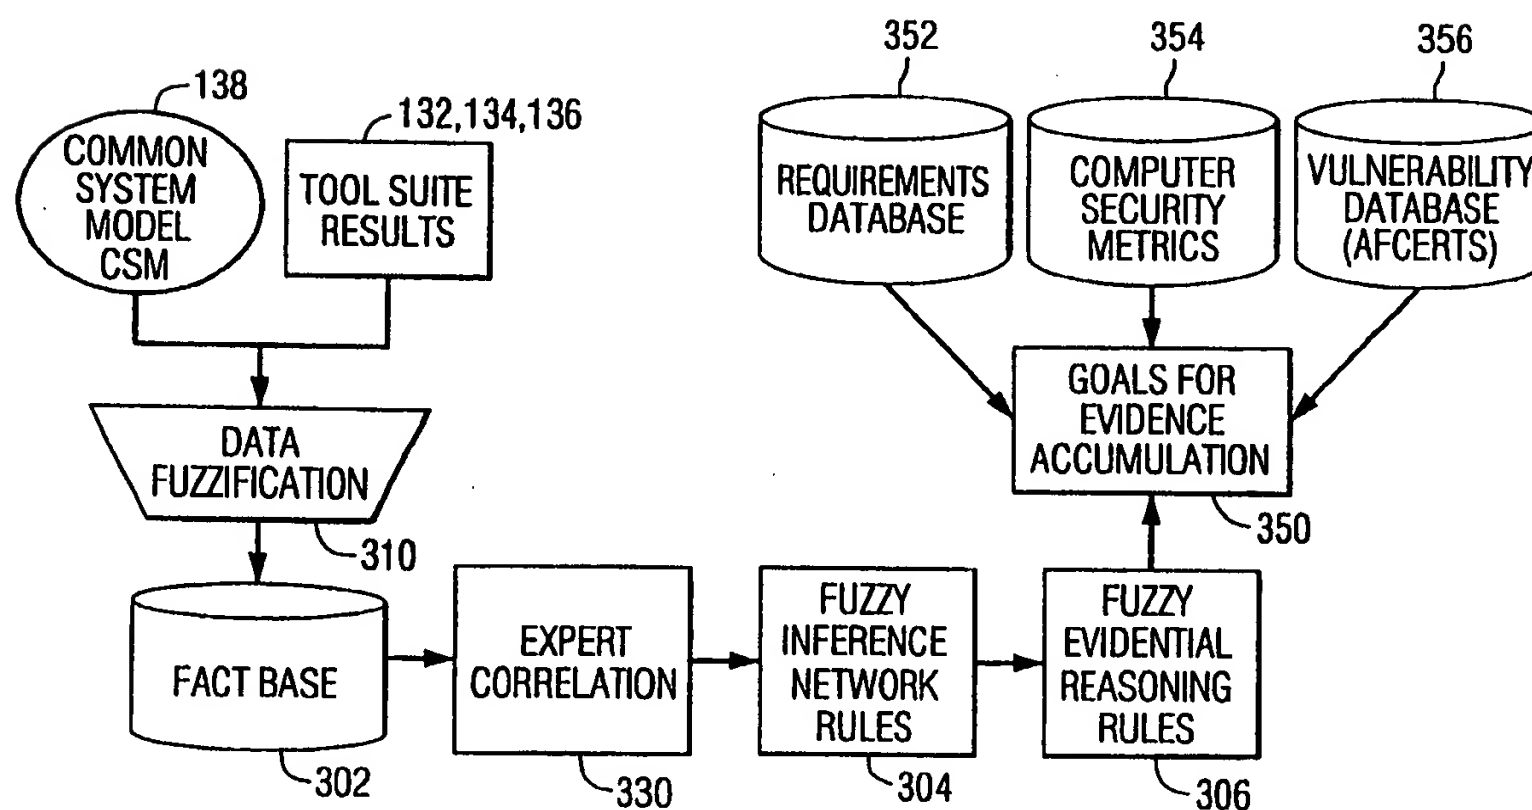 352
354
356
138
132,134,136
COMMON
SYSTEM
MODEL
CSM
TOOL SUITE
RESULTS
REQUIREMENTS
DATABASE
COMPUTER
SECURITY
METRICS
VULNERABILITY
DATABASE
(AFCERTS)
GOALS FOR
EVIDENCE
ACCUMULATION
350
DATA
FUZZIFICATION
310
FACT BASE
302
EXPERT
CORRELATION
330
FUZZY
INFERENCE
NETWORK
RULES
304
FUZZY
EVIDENTIAL
REASONING
RULES
306